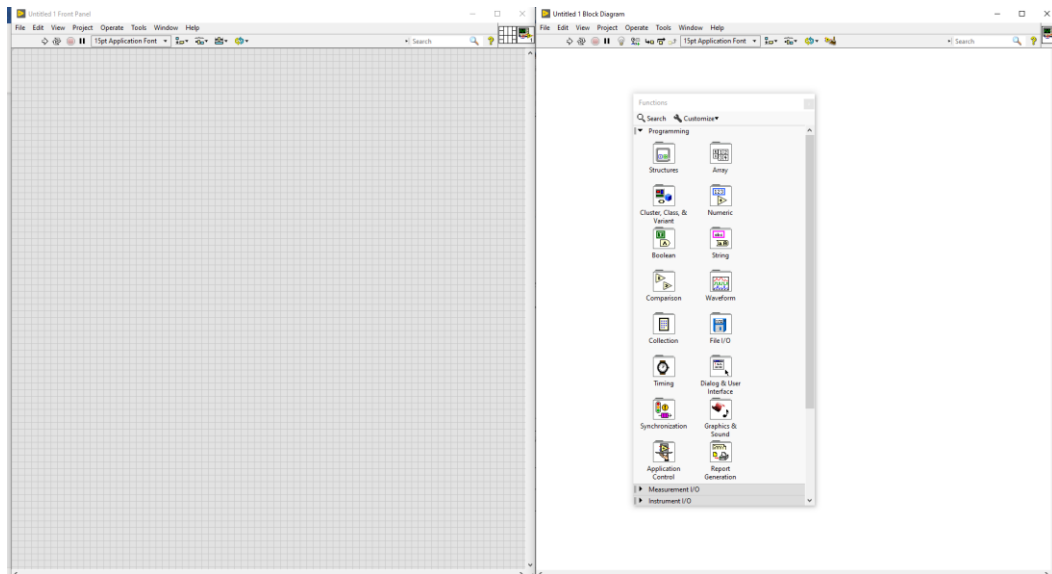 Untitled 1 Front Panel
File Edit View Project Operate Tools Window Help
15pt Application Font
Search
Untitled 1 Block Diagram
File Edit View Project Operate Tools Window Help
15pt Application Font
Search
Functions
Search Customize
Programming
Structures Array
Cluster, Class, & Variant Numeric
Boolean String
Comparison Waveform
Collection File I/O
Timing Dialog & User Interface
Synchronization Graphics & Sound
Application Control Report Generation
Measurement I/O
Instrument I/O